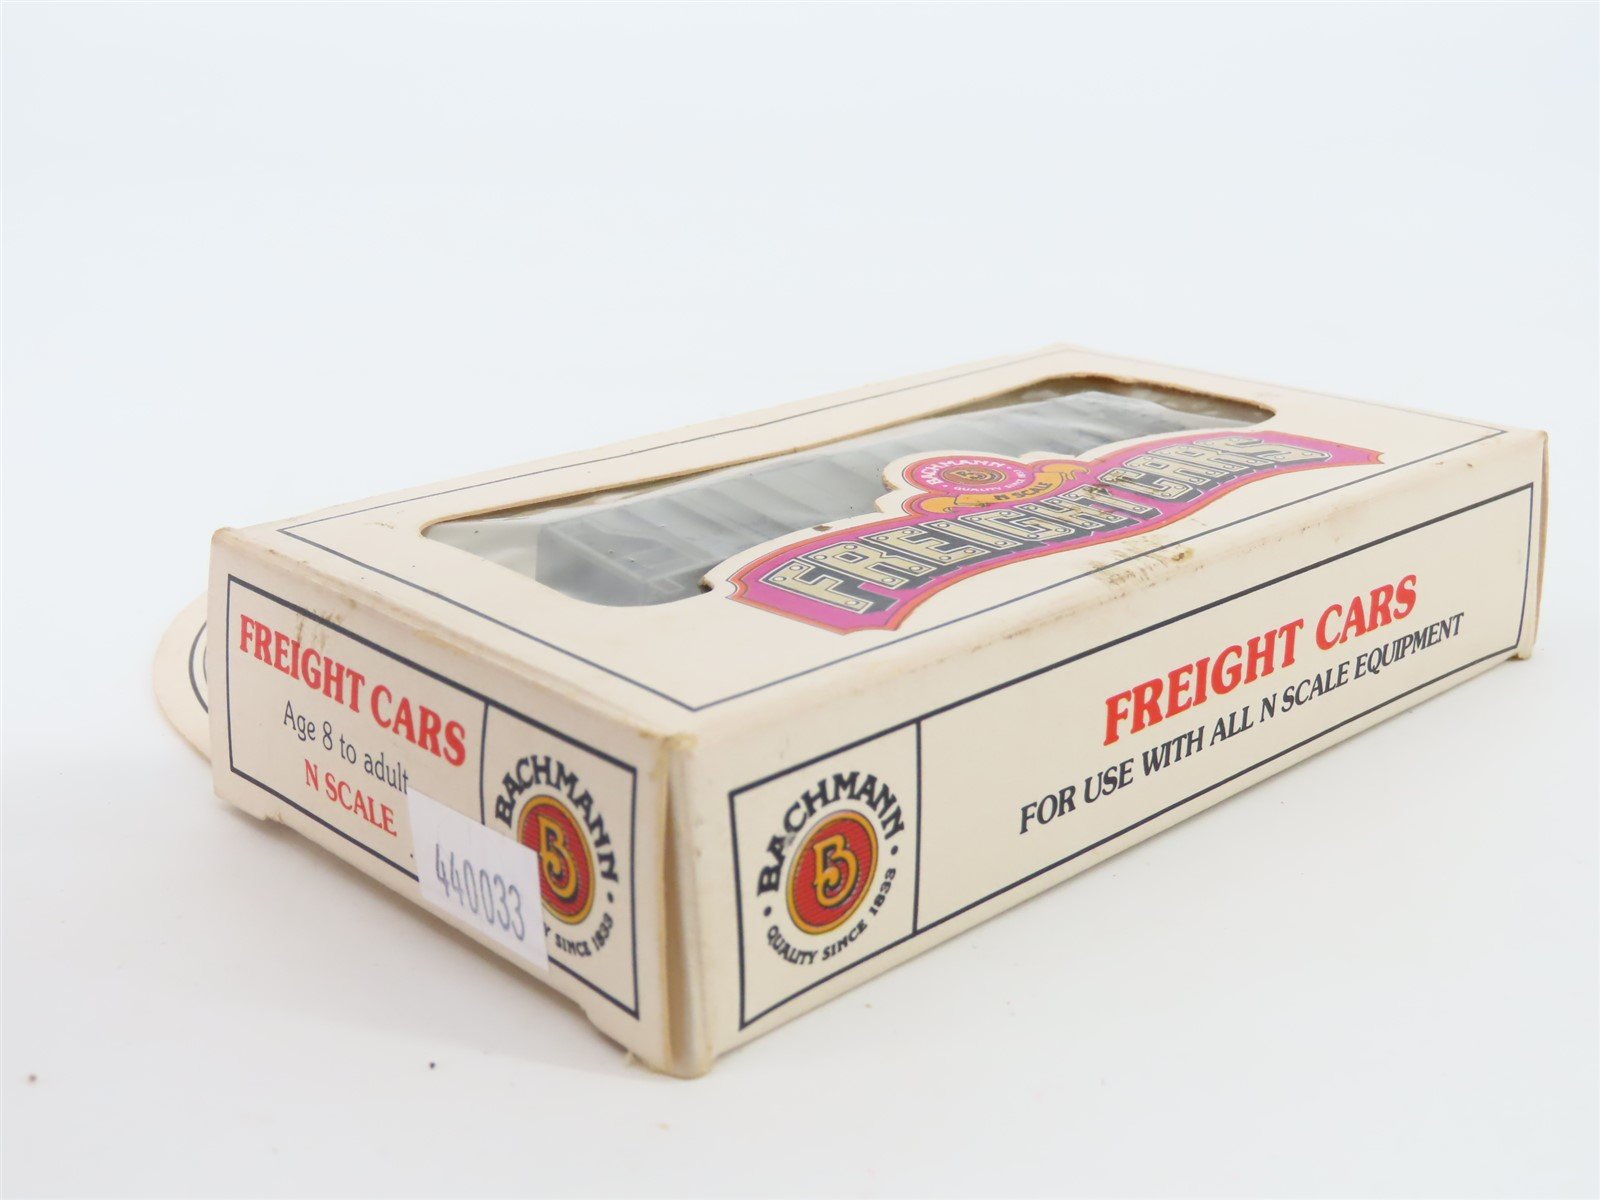 BACHMANN
N SCALE
FREIGHT CARS
FREIGHT CARS
Age 8 to adult
N SCALE
440033
BACHMANN
B
SINCE 1833
BACHMANN
B
QUALITY SINCE 1833
FREIGHT CARS
FOR USE WITH ALL N SCALE EQUIPMENT